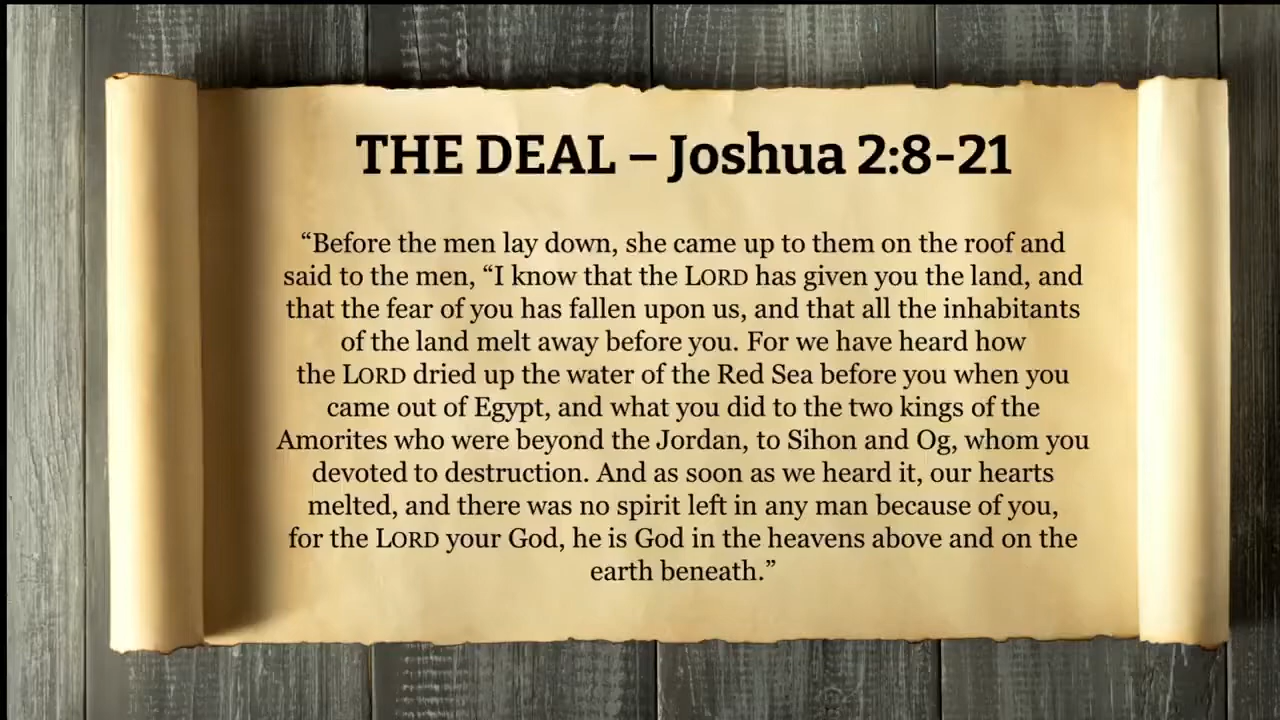 THE DEAL – Joshua 2:8-21
“Before the men lay down, she came up to them on the roof and
said to the men, “I know that the LORD has given you the land, and
that the fear of you has fallen upon us, and that all the inhabitants
of the land melt away before you. For we have heard how
the LORD dried up the water of the Red Sea before you when you
came out of Egypt, and what you did to the two kings of the
Amorites who were beyond the Jordan, to Sihon and Og, whom you
devoted to destruction. And as soon as we heard it, our hearts
melted, and there was no spirit left in any man because of you,
for the LORD your God, he is God in the heavens above and on the
earth beneath.”